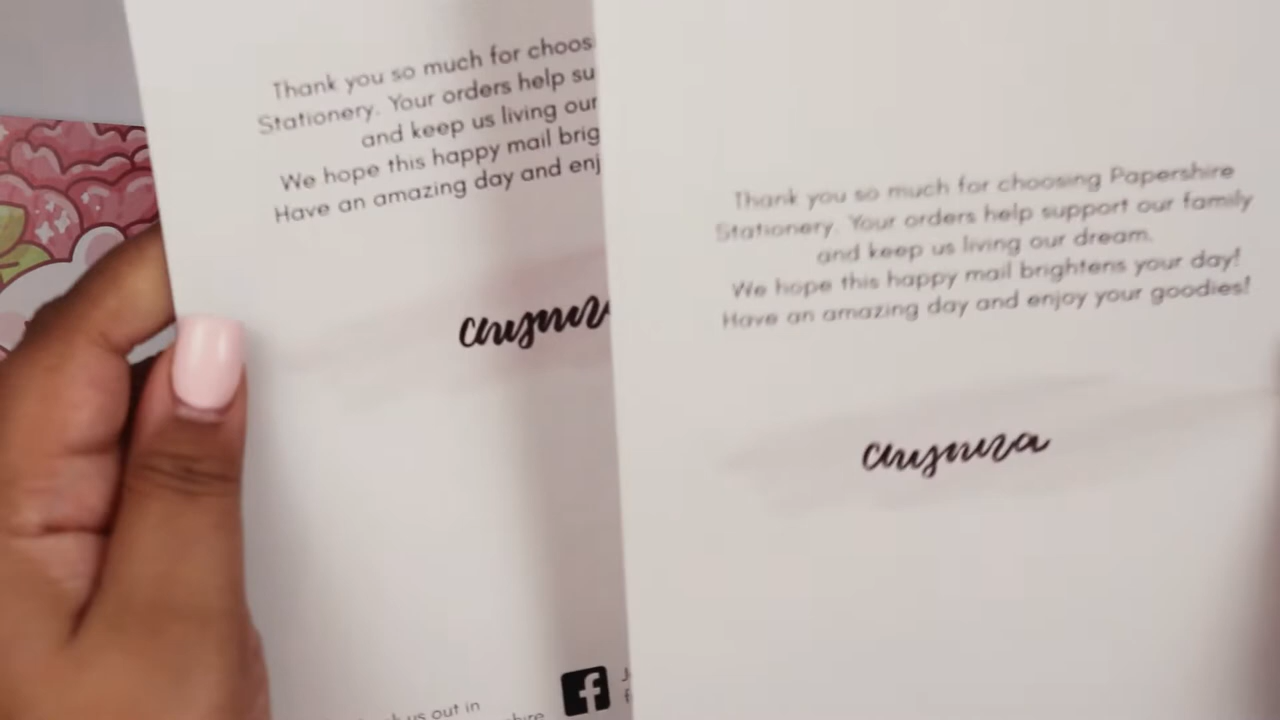 Thank you so much for choos
Stationery. Your orders help su
and keep us living our
We hope this happy mail brig
Have an amazing day and enj
us out in
Thank you so much for choosing Papershire
Stationery. Your orders help support our family
and keep us living our dream.
We hope this happy mail brightens your day!
Have an amazing day and enjoy your goodies!